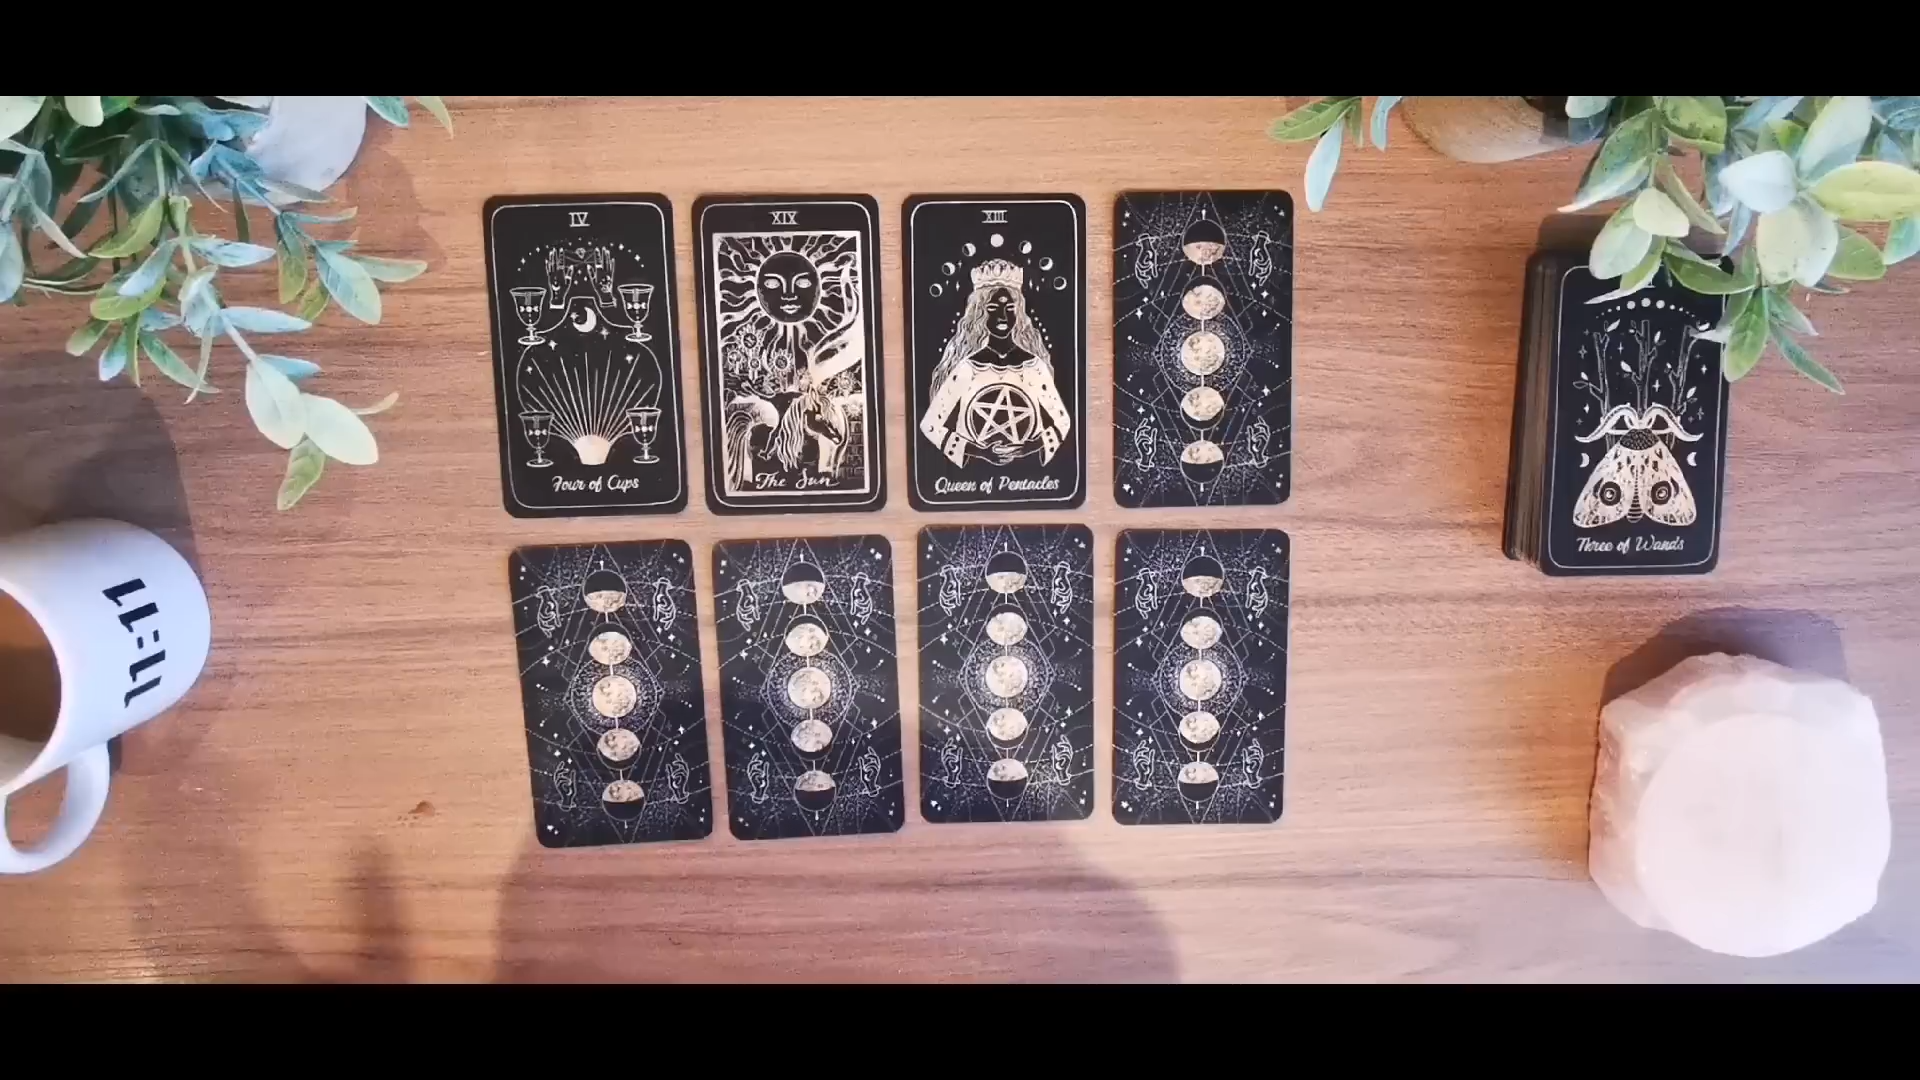 IV
Four of Cups
XIX
The Sun
XIII
Queen of Pentacles
Three of Wands
11:11